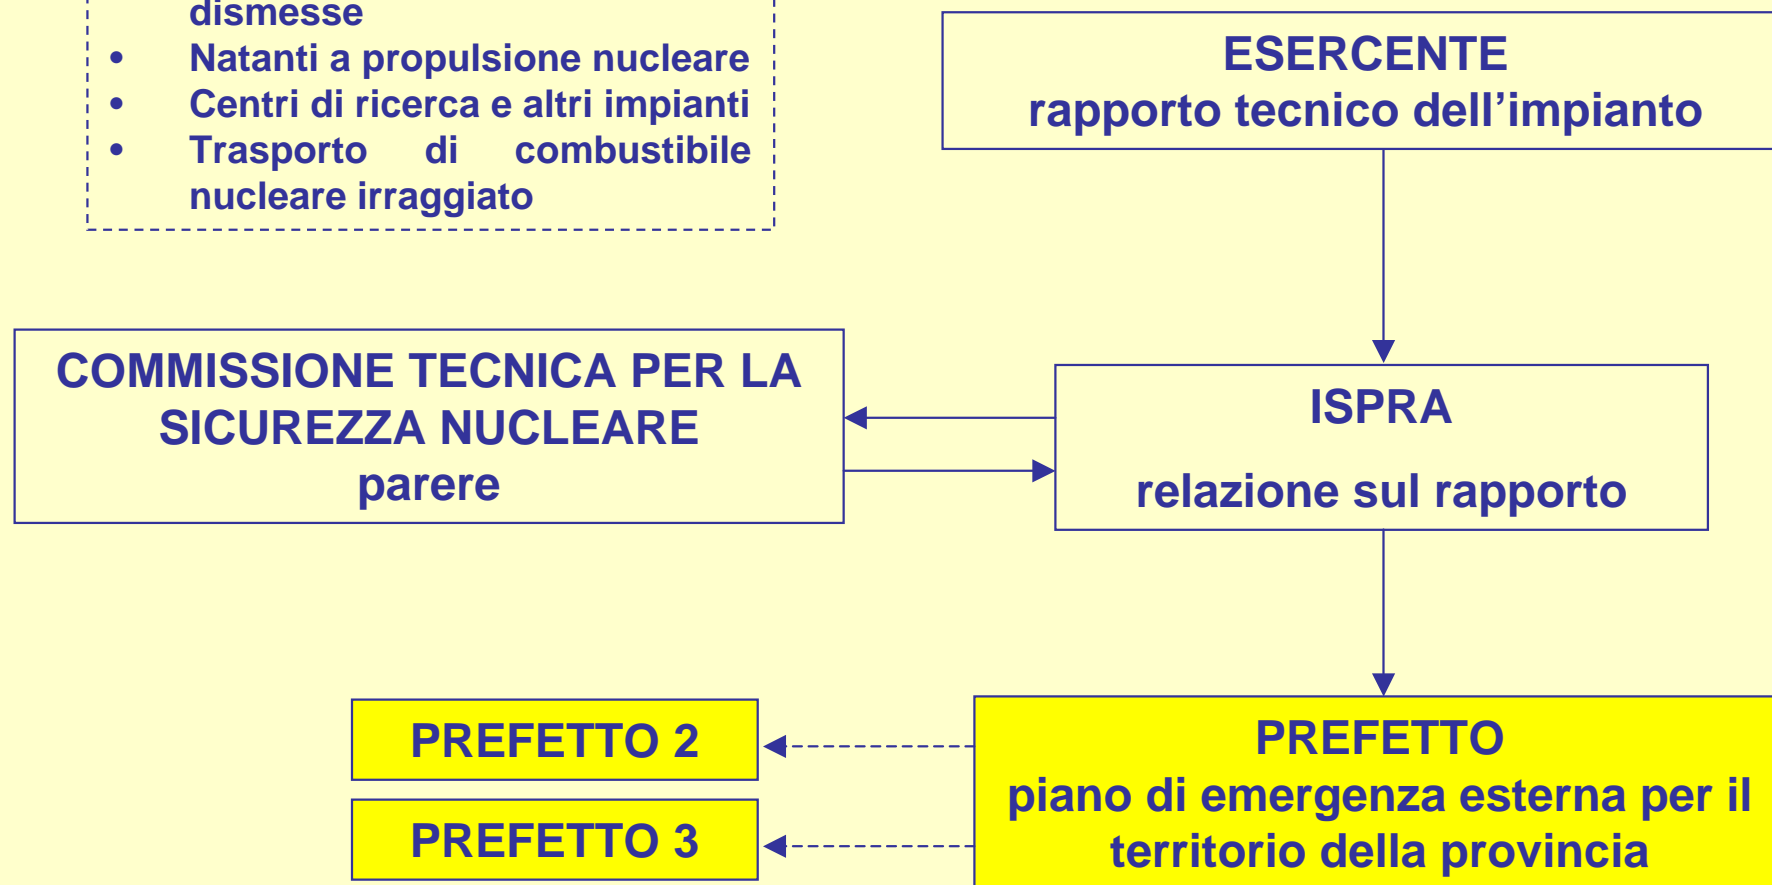 dismesse
• Natanti a propulsione nucleare
• Centri di ricerca e altri impianti
• Trasporto di combustibile
nucleare irraggiato
ESERCENTE
rapporto tecnico dell’impianto
COMMISSIONE TECNICA PER LA
SICUREZZA NUCLEARE
parere
ISPRA
relazione sul rapporto
PREFETTO 2
PREFETTO 3
PREFETTO
piano di emergenza esterna per il
territorio della provincia